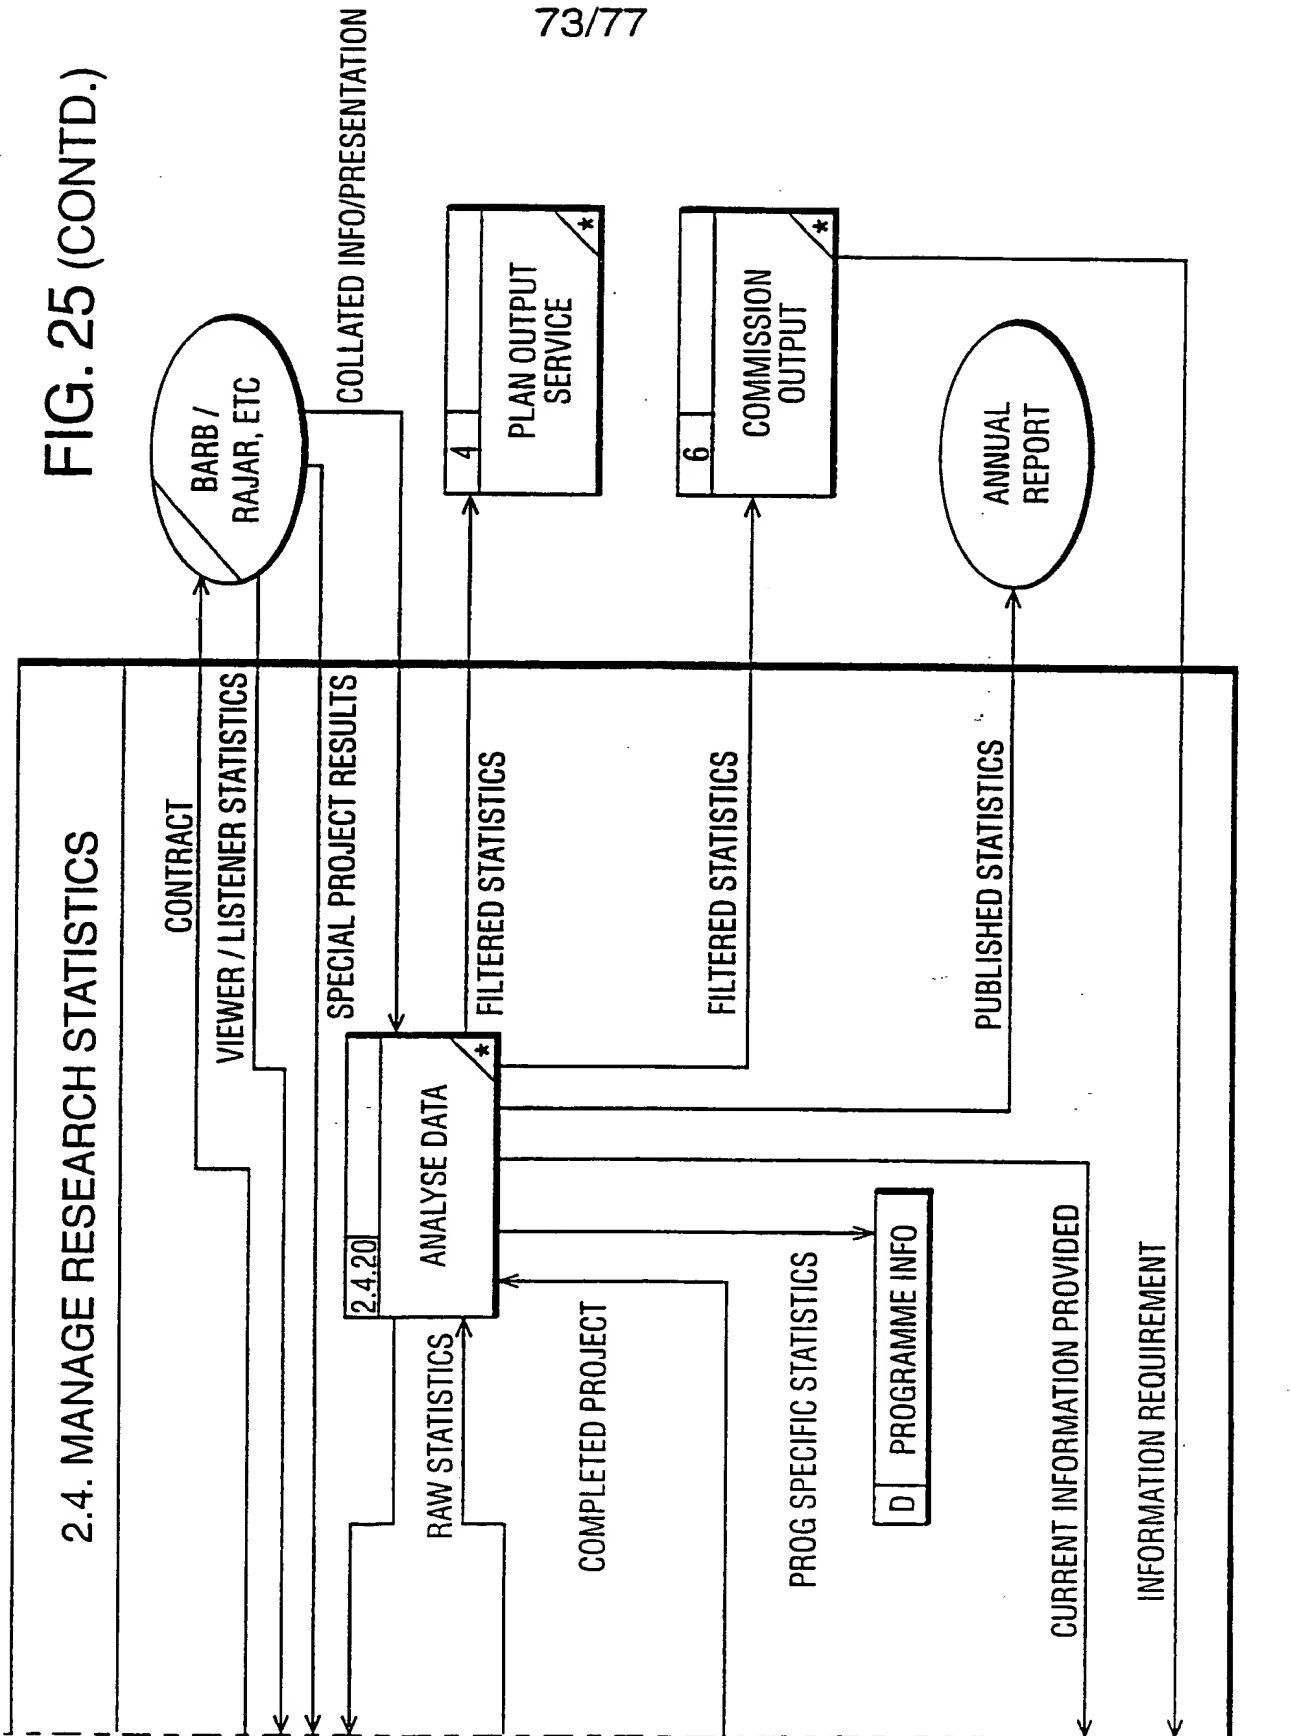 73/77
FIG. 25 (CONTD.)
2.4. MANAGE RESEARCH STATISTICS
CONTRACT
BARB /
RAJAR, ETC
VIEWER / LISTENER STATISTICS
SPECIAL PROJECT RESULTS
COLLATED INFO/PRESENTATION
2.4.20
ANALYSE DATA
*
RAW STATISTICS
FILTERED STATISTICS
4
PLAN OUTPUT
SERVICE
*
COMPLETED PROJECT
FILTERED STATISTICS
6
COMMISSION
OUTPUT
*
PROG SPECIFIC STATISTICS
D
PROGRAMME INFO
PUBLISHED STATISTICS
ANNUAL
REPORT
CURRENT INFORMATION PROVIDED
INFORMATION REQUIREMENT